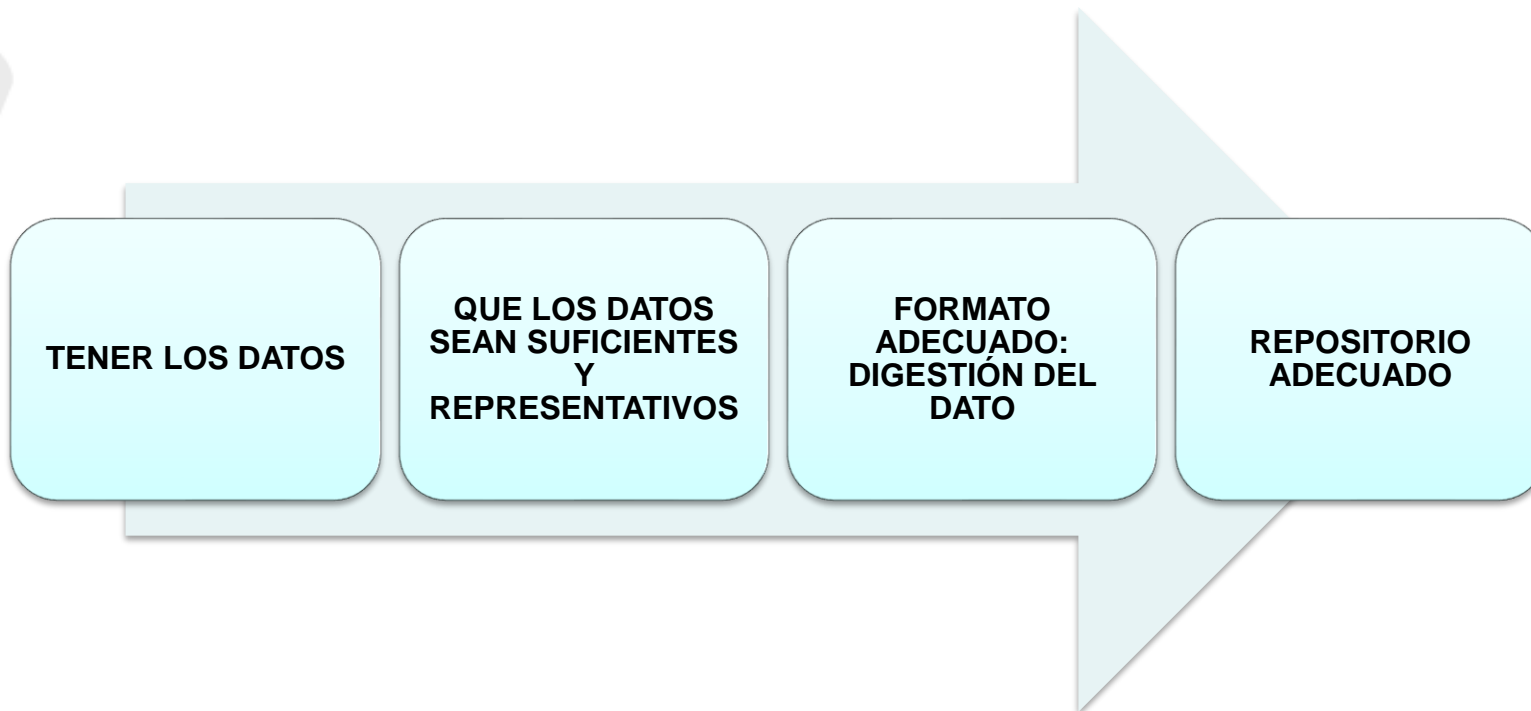 TENER LOS DATOS
QUE LOS DATOS
SEAN SUFICIENTES
Y
REPRESENTATIVOS
FORMATO
ADECUADO:
DIGESTIÓN DEL
DATO
REPOSITORIO
ADECUADO